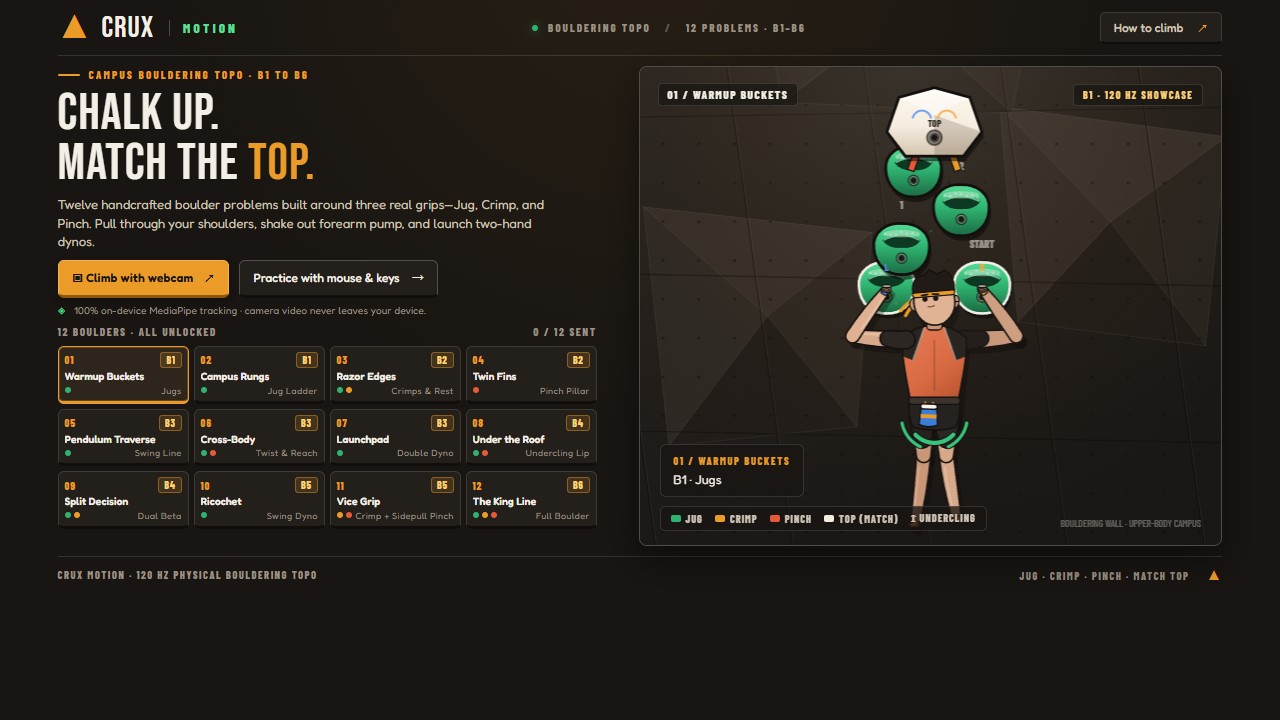 CRUX
MOTION
BOULDERING TOPO / 12 PROBLEMS · B1–B6
How to climb ↗
CAMPUS BOULDERING TOPO · B1 TO B6
CHALK UP.
MATCH THE TOP.
Twelve handcrafted boulder problems built around three real grips—Jug, Crimp, and
Pinch. Pull through your shoulders, shake out forearm pump, and launch two-hand
dynos.
Climb with webcam ↗
Practice with mouse & keys →
100% on-device MediaPipe tracking · camera video never leaves your device.
12 BOULDERS · ALL UNLOCKED
0 / 12 SENT
01 B1
Warmup Buckets
Jugs
02 B1
Campus Rungs
Jug Ladder
03 B2
Razor Edges
Crimps & Rest
04 B2
Twin Fins
Pinch Pillar
05 B3
Pendulum Traverse
Swing Line
06 B3
Cross-Body
Twist & Reach
07 B3
Launchpad
Double Dyno
08 B4
Under the Roof
Undercling Lip
09 B4
Split Decision
Dual Beta
10 B5
Ricochet
Swing Dyno
11 B5
Vice Grip
Crimp + Sidepull Pinch
12 B6
The King Line
Full Boulder
01 / WARMUP BUCKETS
B1 · 120 HZ SHOWCASE
TOP
2
1
START
01 / WARMUP BUCKETS
B1 · Jugs
JUG
CRIMP
PINCH
TOP (MATCH)
UNDERCLING
BOULDERING WALL · UPPER-BODY CAMPUS
CRUX MOTION · 120 HZ PHYSICAL BOULDERING TOPO
JUG · CRIMP · PINCH · MATCH TOP